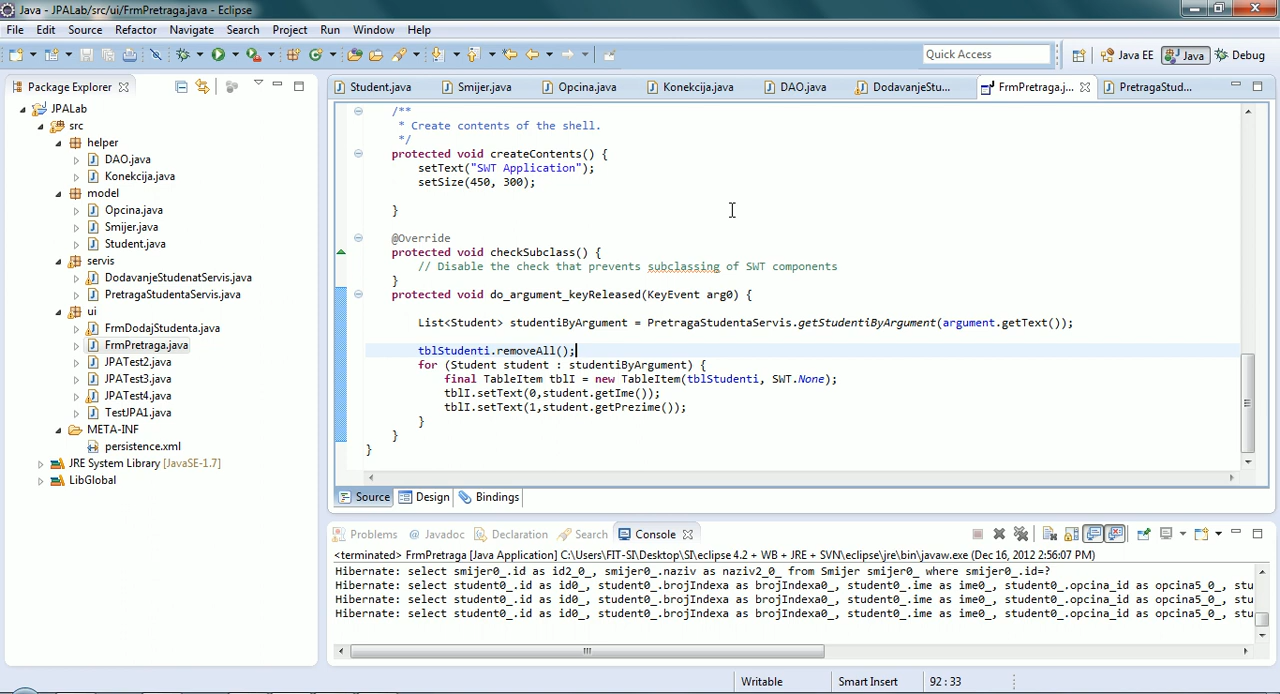 Java - JPALab/src/ui/FrmPretraga.java - Eclipse
File Edit Source Refactor Navigate Search Project Run Window Help
Quick Access Java EE Java Debug
Package Explorer
JPALab
src
helper
DAO.java
Konekcija.java
model
Opcina.java
Smijer.java
Student.java
servis
DodavanjeStudenatServis.java
PretragaStudentaServis.java
ui
FrmDodajStudenta.java
FrmPretraga.java
JPATest2.java
JPATest3.java
JPATest4.java
TestJPA1.java
META-INF
persistence.xml
JRE System Library [JavaSE-1.7]
LibGlobal
Student.java Smijer.java Opcina.java Konekcija.java DAO.java DodavanjeStu... FrmPretraga.j... PretragaStud...
/**
* Create contents of the shell.
*/
protected void createContents() {
setText("SWT Application");
setSize(450, 300);
}
@Override
protected void checkSubclass() {
// Disable the check that prevents subclassing of SWT components
}
protected void do_argument_keyReleased(KeyEvent arg0) {
List<Student> studentiByArgument = PretragaStudentaServis.getStudentiByArgument(argument.getText());
tblStudenti.removeAll();
for (Student student : studentiByArgument) {
final TableItem tblI = new TableItem(tblStudenti, SWT.None);
tblI.setText(0,student.getIme());
tblI.setText(1,student.getPrezime());
}
}
}
Source Design Bindings
Problems @ Javadoc Declaration Search Console
<terminated> FrmPretraga [Java Application] C:\Users\FIT-SI\Desktop\SI\eclipse 4.2 + WB + JRE + SVN\eclipse\jre\bin\javaw.exe (Dec 16, 2012 2:56:07 PM)
Hibernate: select smijer0_.id as id2_0_, smijer0_.naziv as naziv2_0_ from Smijer smijer0_ where smijer0_.id=?
Hibernate: select student0_.id as id0_, student0_.brojIndexa as brojIndexa0_, student0_.ime as ime0_, student0_.opcina_id as opcina5_0_, stu
Hibernate: select student0_.id as id0_, student0_.brojIndexa as brojIndexa0_, student0_.ime as ime0_, student0_.opcina_id as opcina5_0_, stu
Hibernate: select student0_.id as id0_, student0_.brojIndexa as brojIndexa0_, student0_.ime as ime0_, student0_.opcina_id as opcina5_0_, stu
Writable Smart Insert 92 : 33